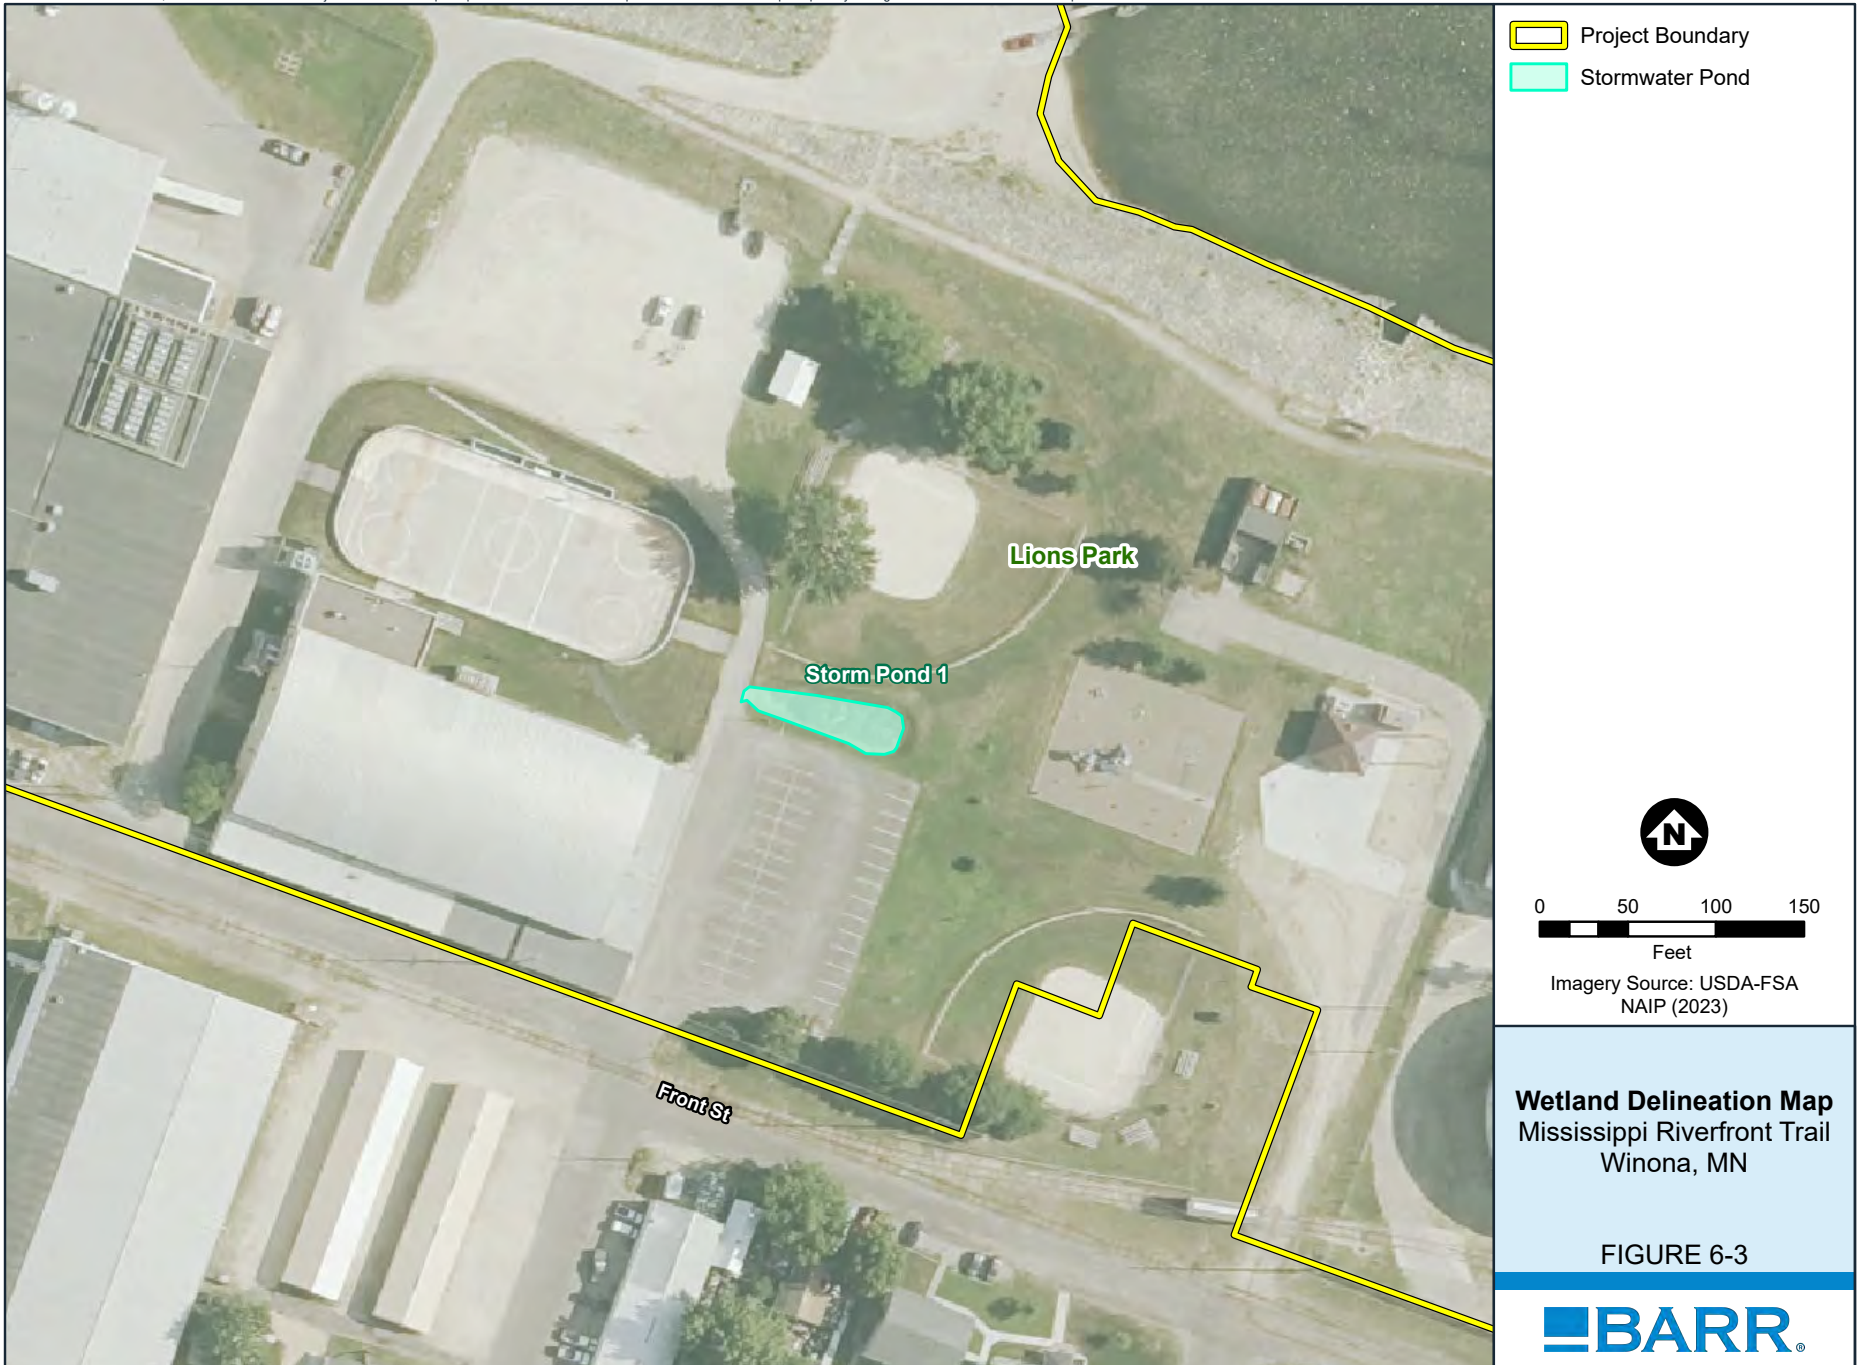 Project Boundary
Stormwater Pond
Lions Park
Storm Pond 1
Front St
N
0 50 100 150
Feet
Imagery Source: USDA-FSA
NAIP (2023)
Wetland Delineation Map
Mississippi Riverfront Trail
Winona, MN
FIGURE 6-3
BARR®